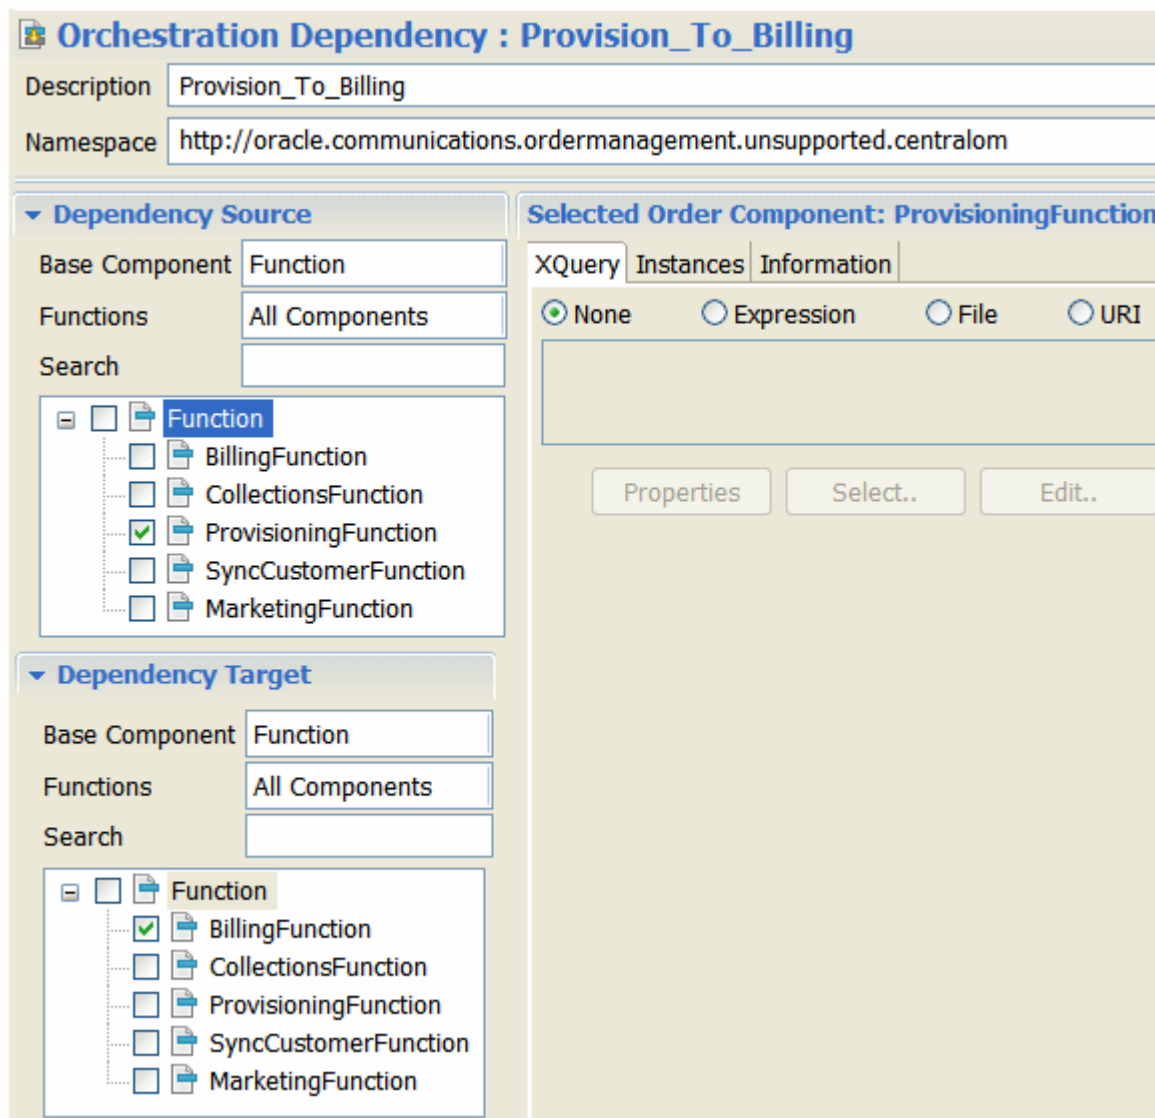 Orchestration Dependency : Provision_To_Billing
Description Provision_To_Billing
Namespace http://oracle.communications.ordermanagement.unsupported.centralom
Dependency Source
Base Component Function
Functions All Components
Search
Function
BillingFunction
CollectionsFunction
ProvisioningFunction
SyncCustomerFunction
MarketingFunction
Dependency Target
Base Component Function
Functions All Components
Search
Function
BillingFunction
CollectionsFunction
ProvisioningFunction
SyncCustomerFunction
MarketingFunction
Selected Order Component: ProvisioningFunction
XQuery Instances Information
None Expression File URI
Properties Select.. Edit..